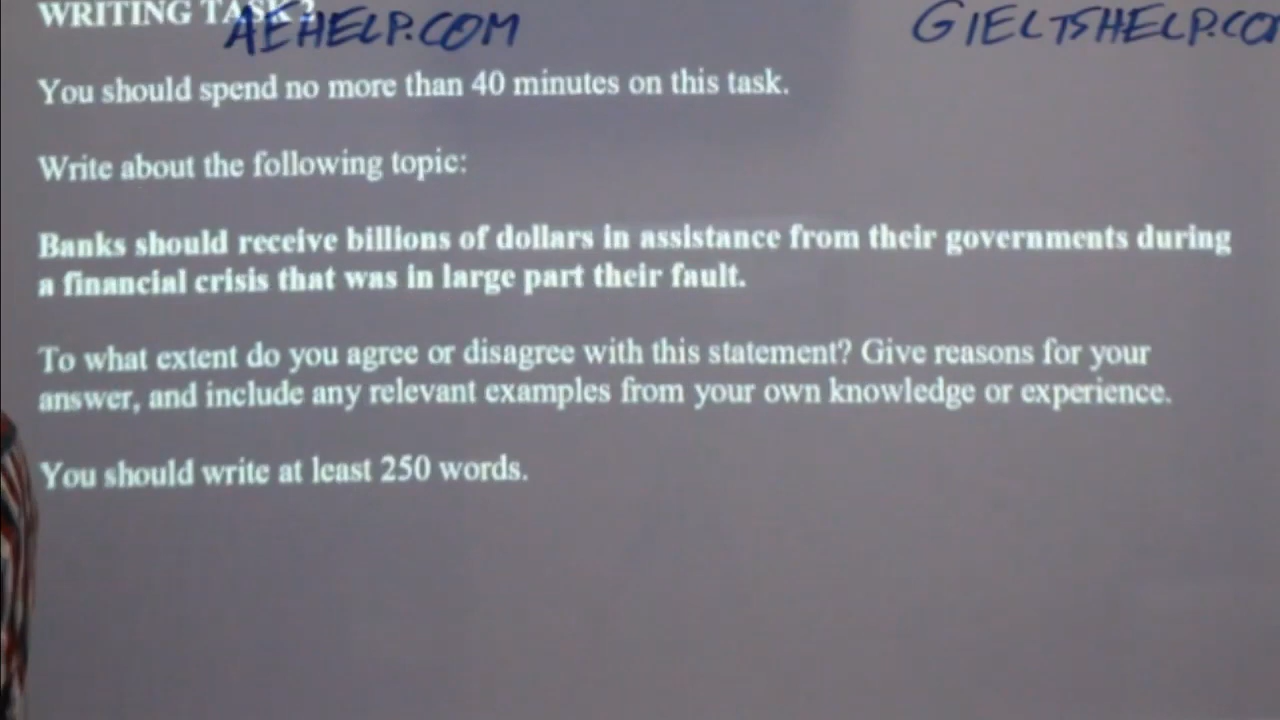 WRITING TASK 2
AEHELP.COM GIELTSHELP.CO
You should spend no more than 40 minutes on this task.
Write about the following topic:
Banks should receive billions of dollars in assistance from their governments during
a financial crisis that was in large part their fault.
To what extent do you agree or disagree with this statement? Give reasons for your
answer, and include any relevant examples from your own knowledge or experience.
You should write at least 250 words.